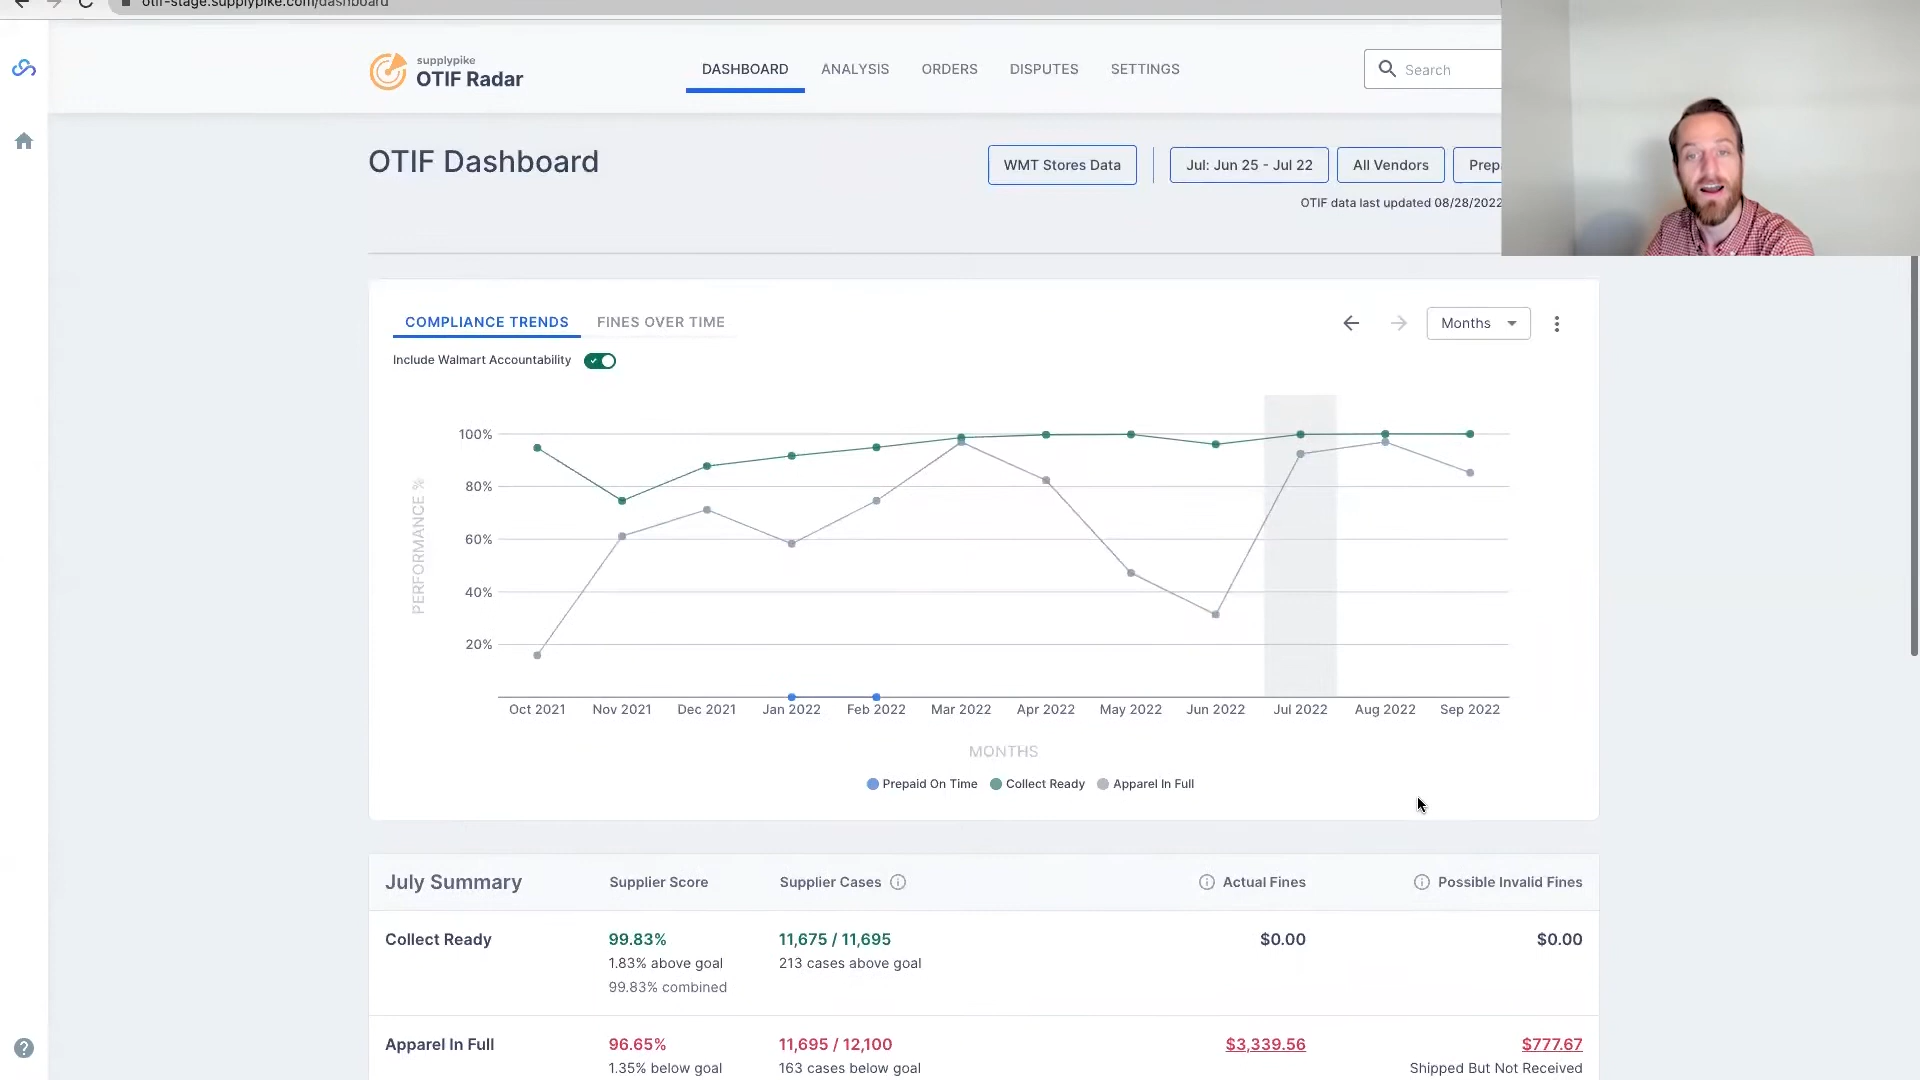 otif-stage.supplypike.com/dashboard
supplypike
OTIF Radar
DASHBOARD
ANALYSIS
ORDERS
DISPUTES
SETTINGS
Search
OTIF Dashboard
WMT Stores Data
Jul: Jun 25 - Jul 22
All Vendors
Prep
OTIF data last updated 08/28/2022
COMPLIANCE TRENDS
FINES OVER TIME
Months
Include Walmart Accountability
PERFORMANCE %
100%
80%
60%
40%
20%
Oct 2021
Nov 2021
Dec 2021
Jan 2022
Feb 2022
Mar 2022
Apr 2022
May 2022
Jun 2022
Jul 2022
Aug 2022
Sep 2022
MONTHS
Prepaid On Time
Collect Ready
Apparel In Full
July Summary
Supplier Score
Supplier Cases
Actual Fines
Possible Invalid Fines
Collect Ready
99.83%
1.83% above goal
99.83% combined
11,675 / 11,695
213 cases above goal
$0.00
$0.00
Apparel In Full
96.65%
1.35% below goal
11,695 / 12,100
163 cases below goal
$3,339.56
$777.67
Shipped But Not Received